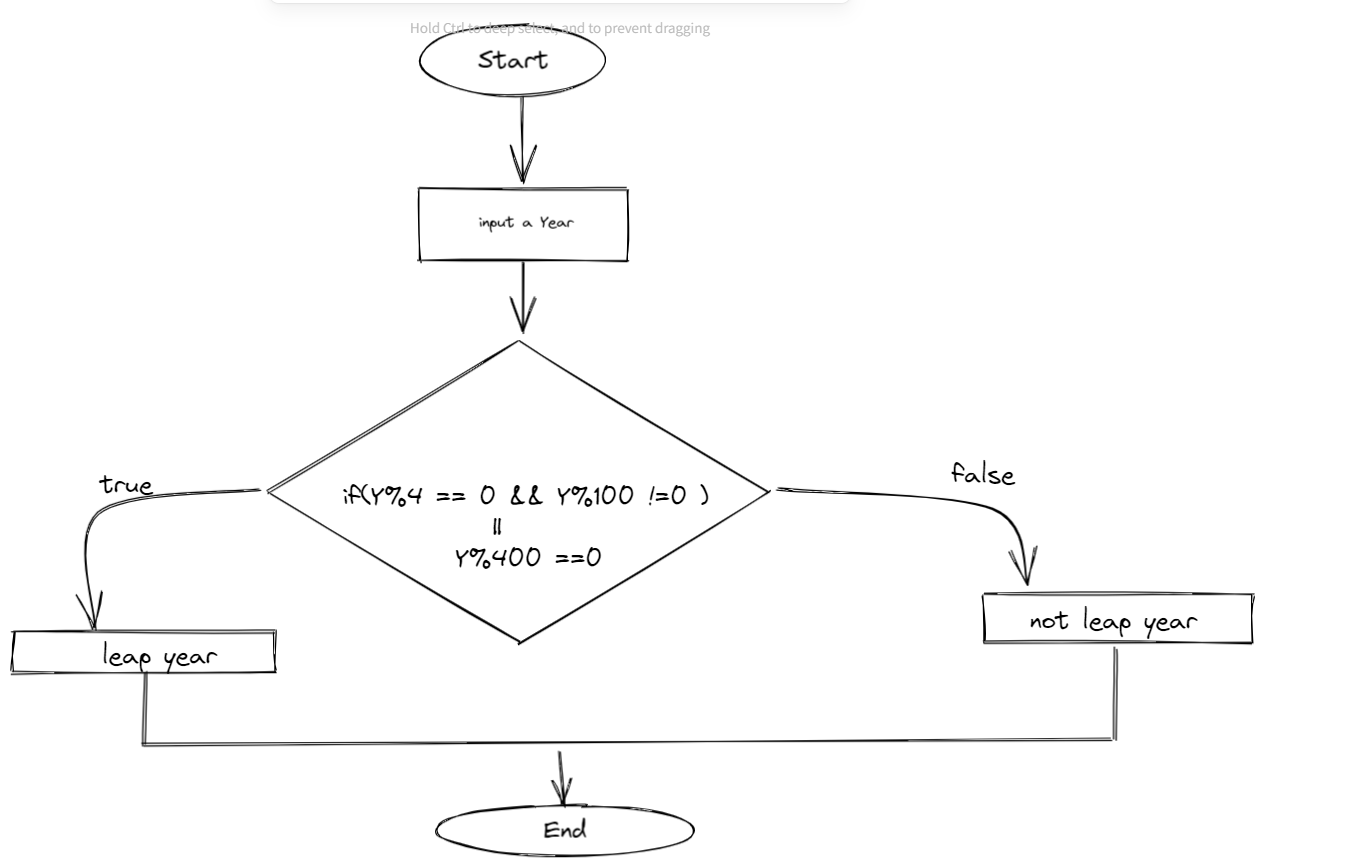 Hold Ctrl to deep select, and to prevent dragging
Start
input a Year
true
false
if(Y%4 == 0 && Y%100 !=0 )
||
Y%400 ==0
not leap year
leap year
End